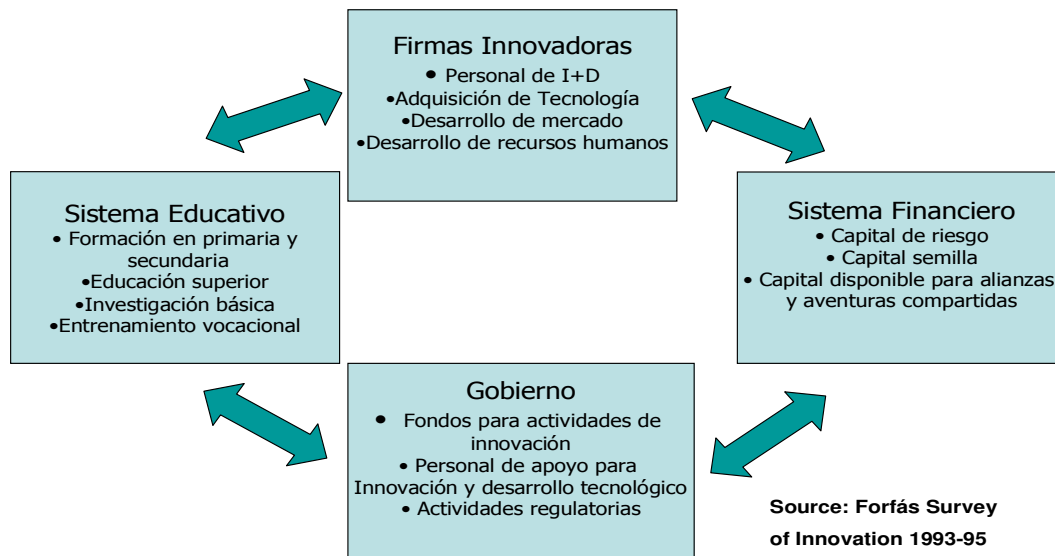 Firmas Innovadoras
• Personal de I+D
•Adquisición de Tecnología
•Desarrollo de mercado
•Desarrollo de recursos humanos
Sistema Educativo
• Formación en primaria y
secundaria
•Educación superior
•Investigación básica
•Entrenamiento vocacional
Sistema Financiero
• Capital de riesgo
• Capital semilla
• Capital disponible para alianzas
y aventuras compartidas
Gobierno
• Fondos para actividades de
innovación
• Personal de apoyo para
Innovación y desarrollo tecnológico
• Actividades regulatorias
Source: Forfás Survey
of Innovation 1993-95